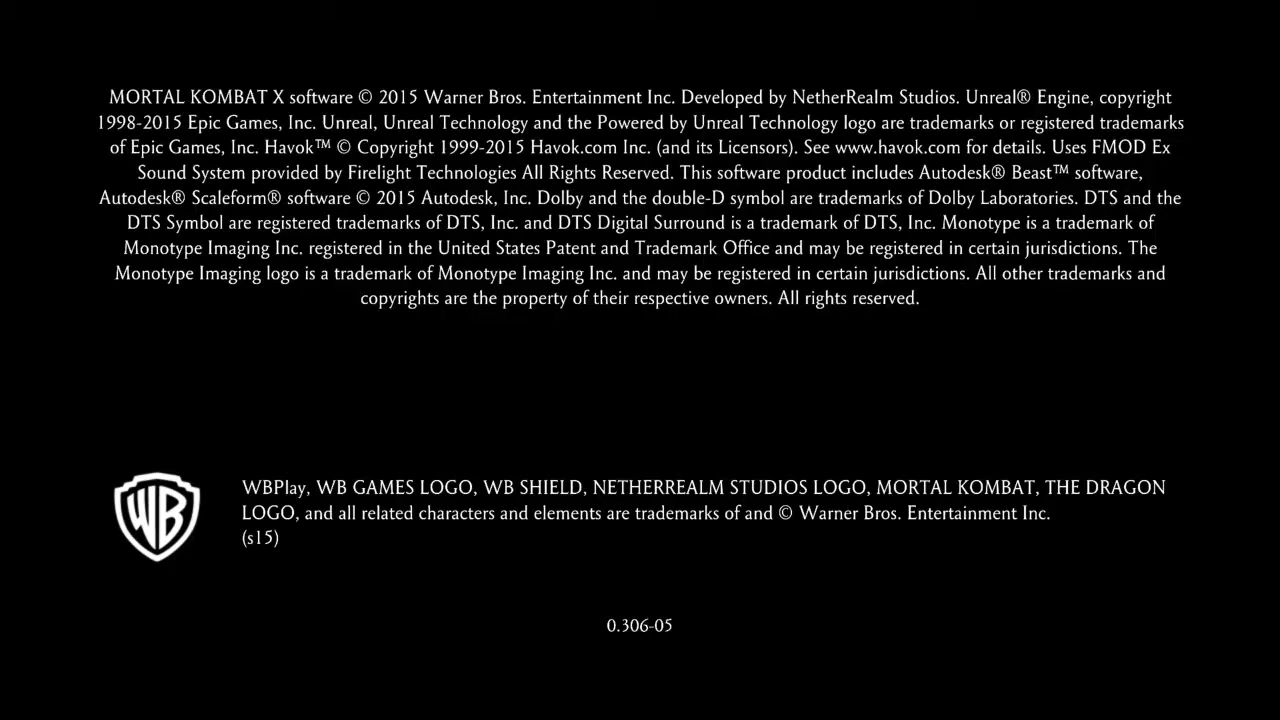 MORTAL KOMBAT X software © 2015 Warner Bros. Entertainment Inc. Developed by NetherRealm Studios. Unreal® Engine, copyright
1998-2015 Epic Games, Inc. Unreal, Unreal Technology and the Powered by Unreal Technology logo are trademarks or registered trademarks
of Epic Games, Inc. Havok™ © Copyright 1999-2015 Havok.com Inc. (and its Licensors). See www.havok.com for details. Uses FMOD Ex
Sound System provided by Firelight Technologies All Rights Reserved. This software product includes Autodesk® Beast™ software,
Autodesk® Scaleform® software © 2015 Autodesk, Inc. Dolby and the double-D symbol are trademarks of Dolby Laboratories. DTS and the
DTS Symbol are registered trademarks of DTS, Inc. and DTS Digital Surround is a trademark of DTS, Inc. Monotype is a trademark of
Monotype Imaging Inc. registered in the United States Patent and Trademark Office and may be registered in certain jurisdictions. The
Monotype Imaging logo is a trademark of Monotype Imaging Inc. and may be registered in certain jurisdictions. All other trademarks and
copyrights are the property of their respective owners. All rights reserved.
WB
WBPlay, WB GAMES LOGO, WB SHIELD, NETHERREALM STUDIOS LOGO, MORTAL KOMBAT, THE DRAGON
LOGO, and all related characters and elements are trademarks of and © Warner Bros. Entertainment Inc.
(s15)
0.306-05